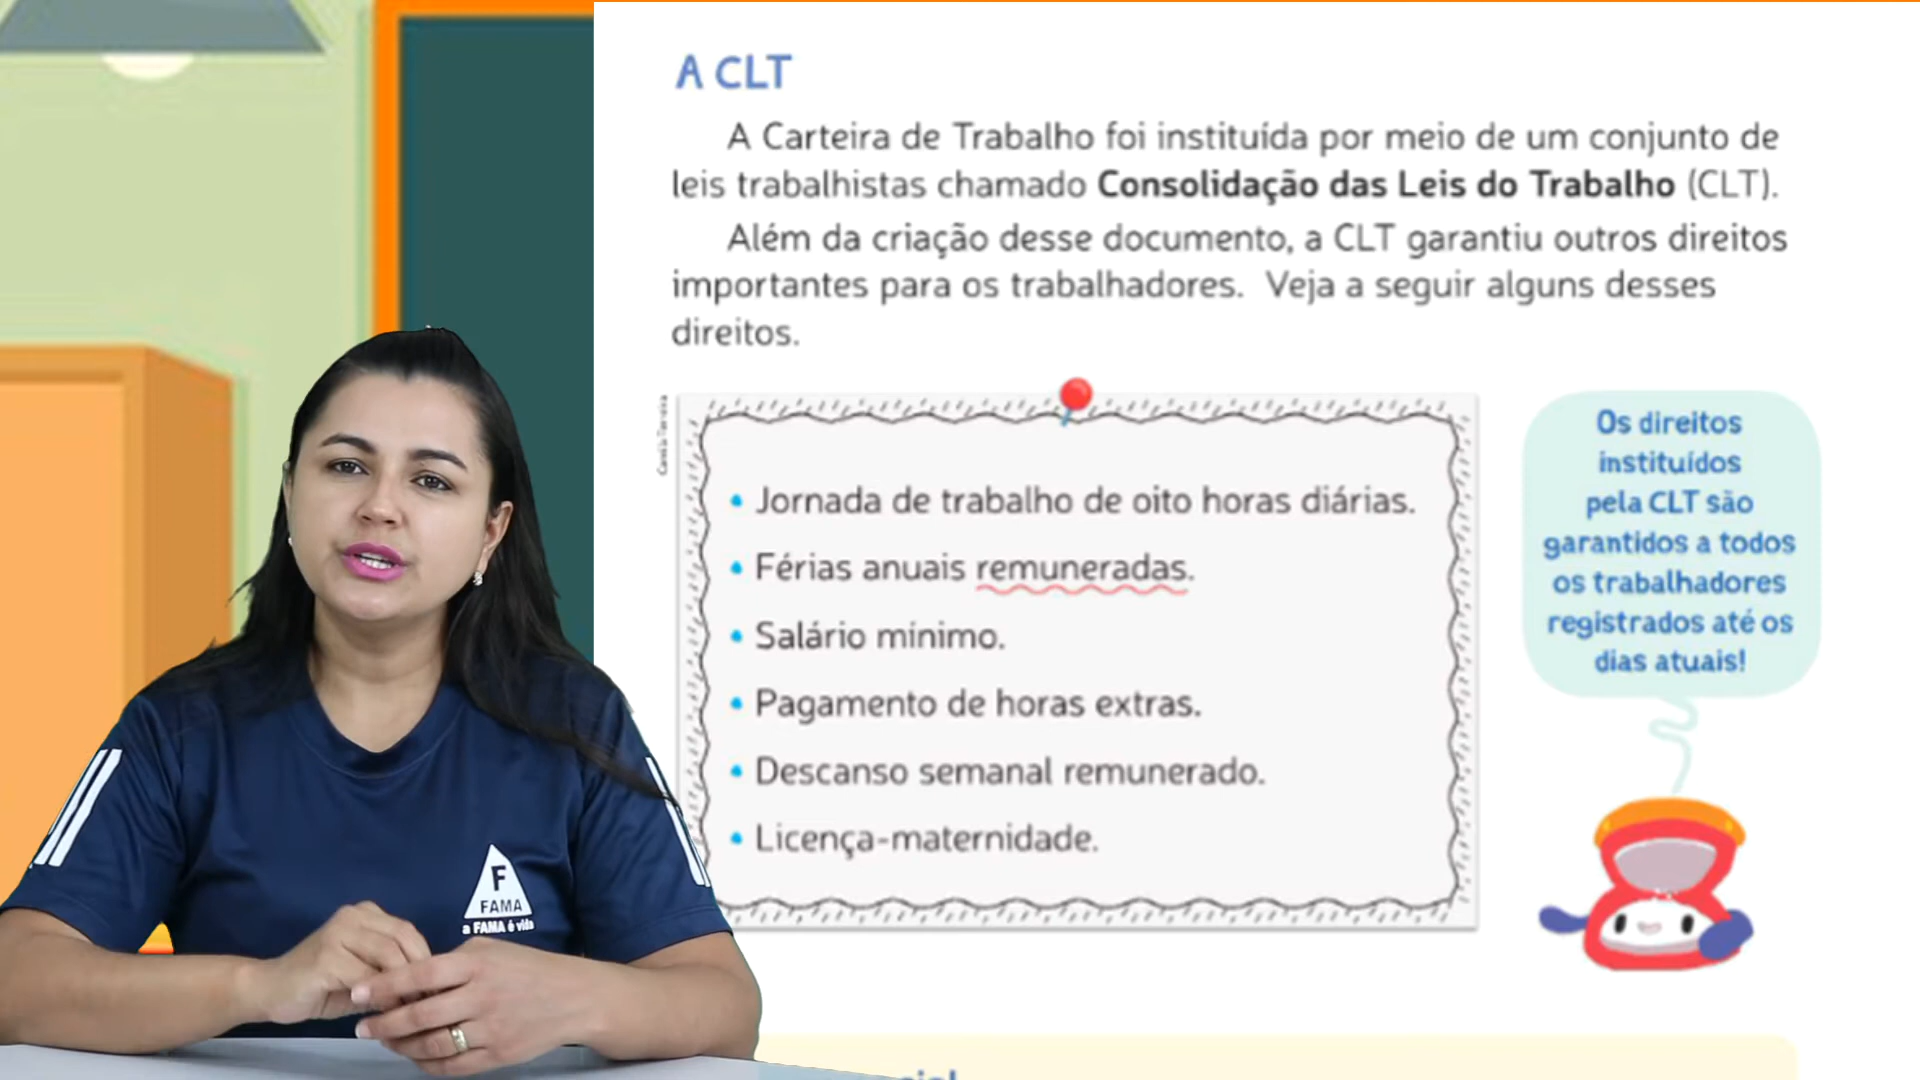 A CLT
A Carteira de Trabalho foi instituída por meio de um conjunto de
leis trabalhistas chamado Consolidação das Leis do Trabalho (CLT).
Além da criação desse documento, a CLT garantiu outros direitos
importantes para os trabalhadores. Veja a seguir alguns desses
direitos.
• Jornada de trabalho de oito horas diárias.
• Férias anuais remuneradas.
• Salário mínimo.
• Pagamento de horas extras.
• Descanso semanal remunerado.
• Licença-maternidade.
Os direitos
instituídos
pela CLT são
garantidos a todos
os trabalhadores
registrados até os
dias atuais!
F
FAMA
a FAMA é vida